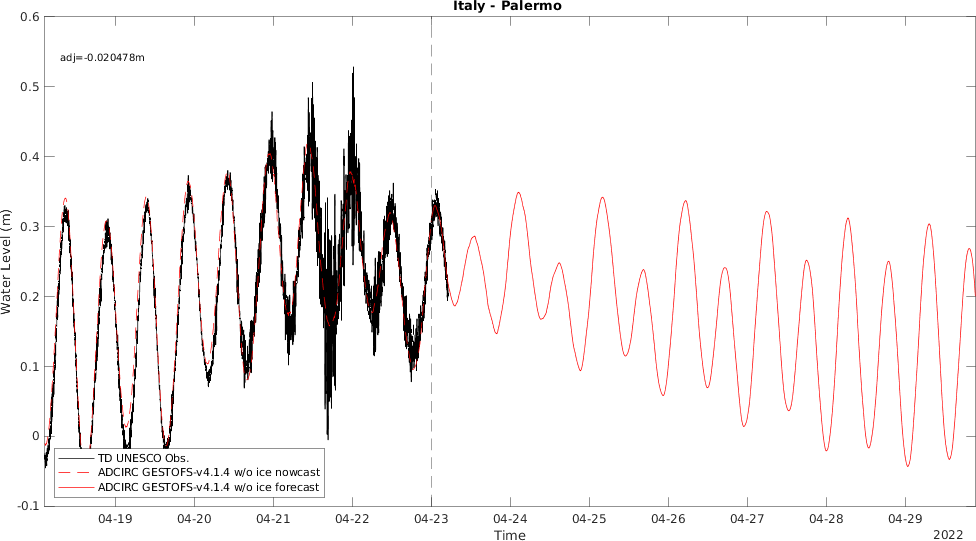 Italy - Palermo
0.6
adj=-0.020478m
0.5
0.4
0.3
0.2
0.1
0
-0.1
Water Level (m)
TD UNESCO Obs.
ADCIRC GESTOFS-v4.1.4 w/o ice nowcast
ADCIRC GESTOFS-v4.1.4 w/o ice forecast
04-19 04-20 04-21 04-22 04-23 04-24 04-25 04-26 04-27 04-28 04-29
Time
2022